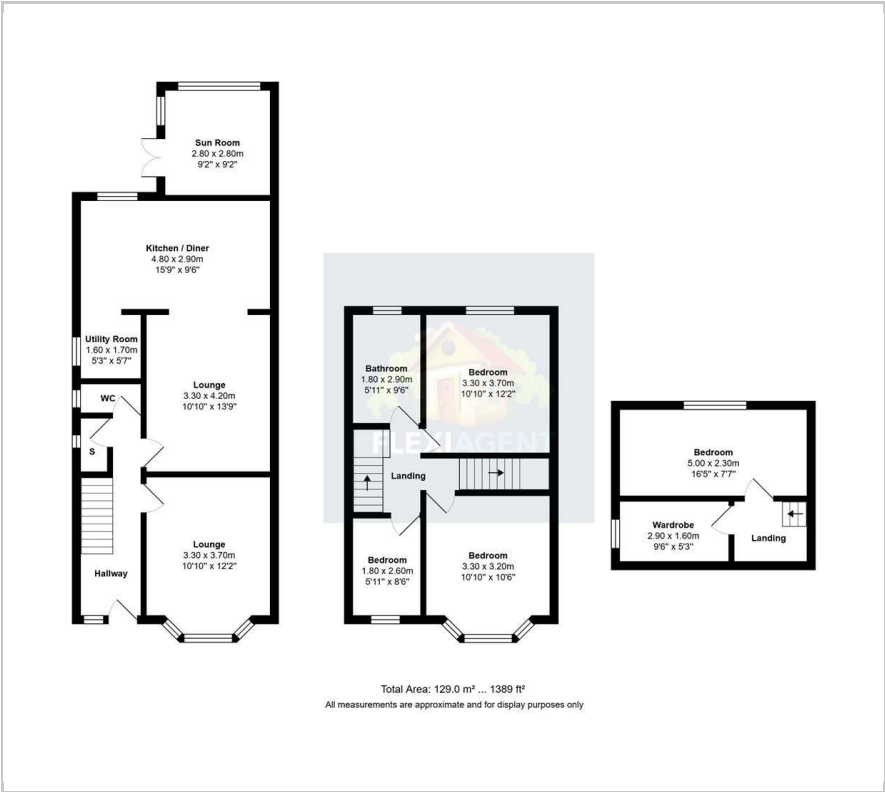 Sun Room
2.80 x 2.80m
9'2" x 9'2"
Kitchen / Diner
4.80 x 2.90m
15'9" x 9'6"
Utility Room
1.60 x 1.70m
5'3" x 5'7"
WC
S
Lounge
3.30 x 4.20m
10'10" x 13'9"
Lounge
3.30 x 3.70m
10'10" x 12'2"
Hallway
Bathroom
1.80 x 2.90m
5'11" x 9'6"
Bedroom
3.30 x 3.70m
10'10" x 12'2"
FLEXIAGENT
Landing
Bedroom
1.80 x 2.60m
5'11" x 8'6"
Bedroom
3.30 x 3.20m
10'10" x 10'6"
Bedroom
5.00 x 2.30m
16'5" x 7'7"
Wardrobe
2.90 x 1.60m
9'6" x 5'3"
Landing
Total Area: 129.0 m² ... 1389 ft²
All measurements are approximate and for display purposes only